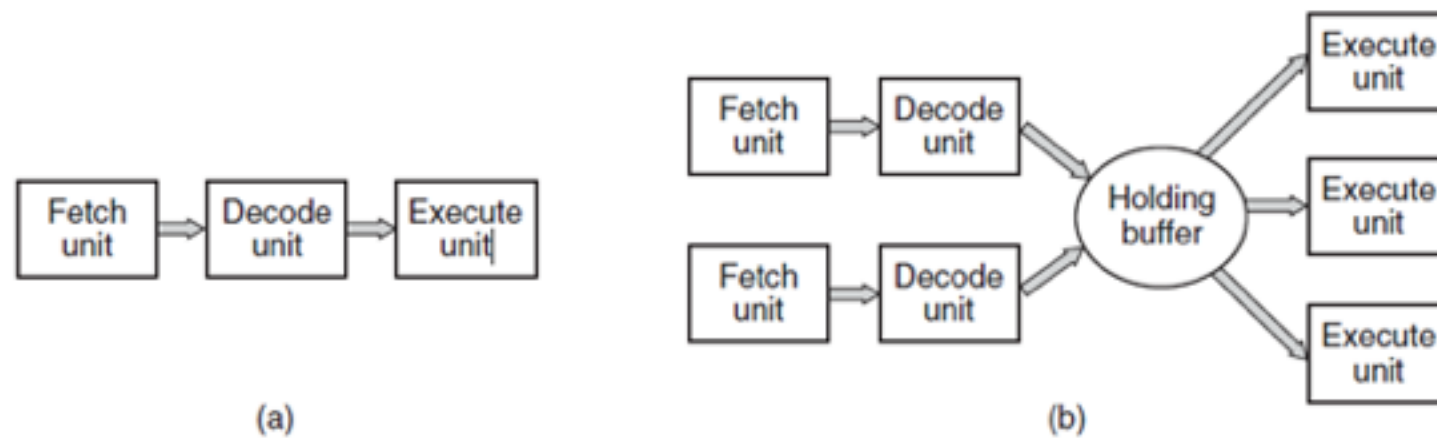 Fetch
unit
Decode
unit
Execute
unit
(a)
Fetch
unit
Decode
unit
Fetch
unit
Decode
unit
Holding
buffer
Execute
unit
Execute
unit
Execute
unit
(b)